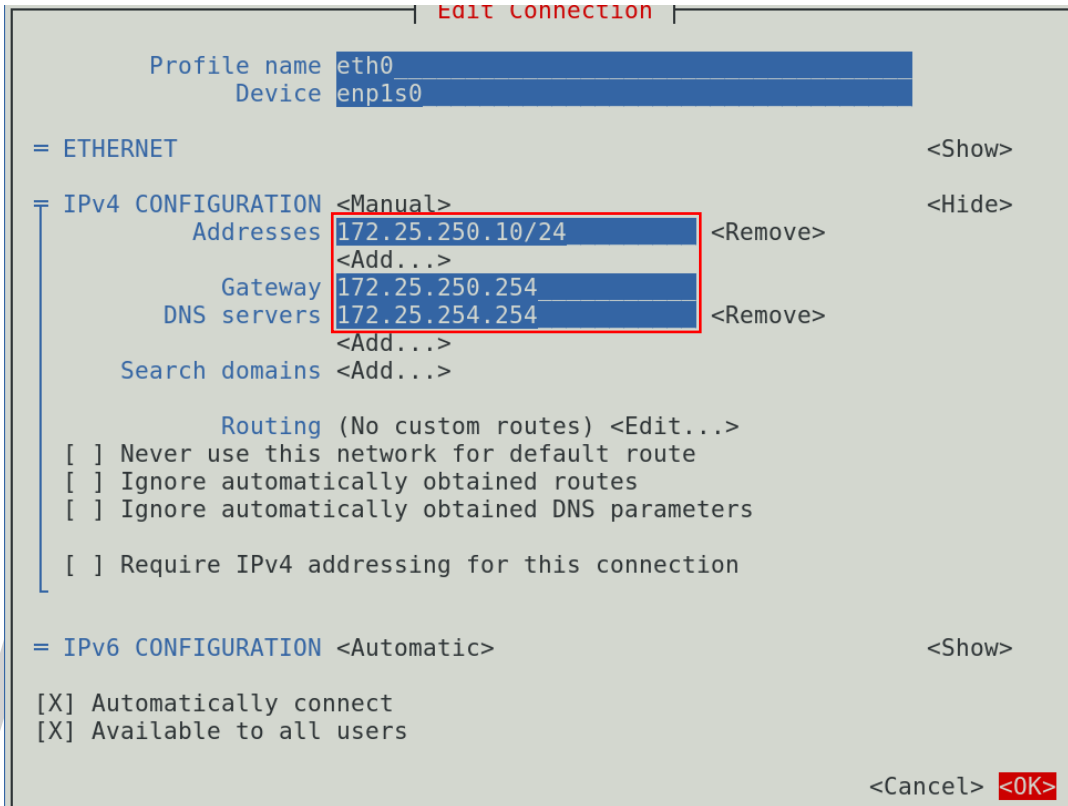 Edit Connection
Profile name eth0
Device enp1s0
= ETHERNET <Show>
= IPv4 CONFIGURATION <Manual> <Hide>
Addresses 172.25.250.10/24 <Remove>
<Add...>
Gateway 172.25.250.254
DNS servers 172.25.254.254 <Remove>
<Add...>
Search domains <Add...>
Routing (No custom routes) <Edit...>
[ ] Never use this network for default route
[ ] Ignore automatically obtained routes
[ ] Ignore automatically obtained DNS parameters
[ ] Require IPv4 addressing for this connection
= IPv6 CONFIGURATION <Automatic> <Show>
[X] Automatically connect
[X] Available to all users
<Cancel> <OK>